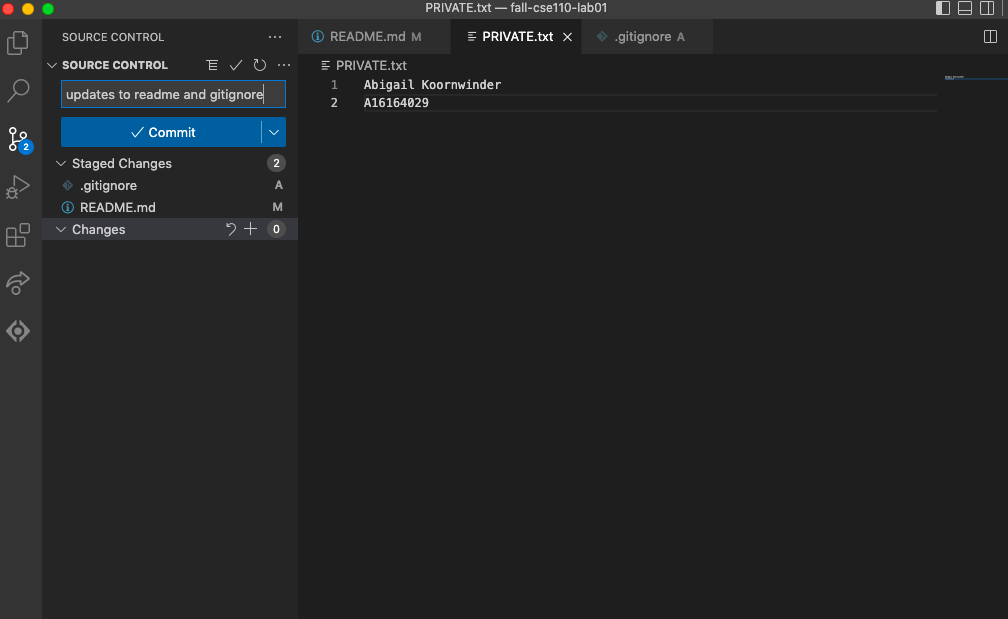 PRIVATE.txt — fall-cse110-lab01
SOURCE CONTROL
README.md M
PRIVATE.txt
.gitignore A
SOURCE CONTROL
PRIVATE.txt
updates to readme and gitignore
1 Abigail Koornwinder
2 A16164029
Commit
2
Staged Changes 2
.gitignore A
README.md M
Changes 0